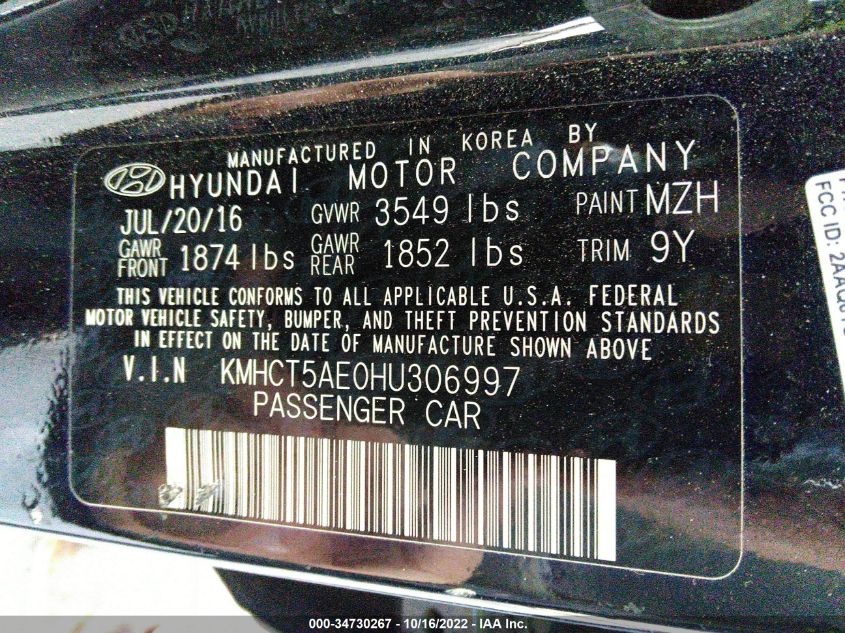 MANUFACTURED IN KOREA BY
HYUNDAI MOTOR COMPANY
JUL/20/16 GVWR 3549 lbs PAINT MZH
GAWR FRONT 1874 lbs GAWR REAR 1852 lbs TRIM 9Y
THIS VEHICLE CONFORMS TO ALL APPLICABLE U.S.A. FEDERAL
MOTOR VEHICLE SAFETY, BUMPER, AND THEFT PREVENTION STANDARDS
IN EFFECT ON THE DATE OF MANUFACTURE SHOWN ABOVE
V.I.N KMHCT5AE0HU306997
PASSENGER CAR
FCC ID:
000-34730267 - 10/16/2022 - IAA Inc.